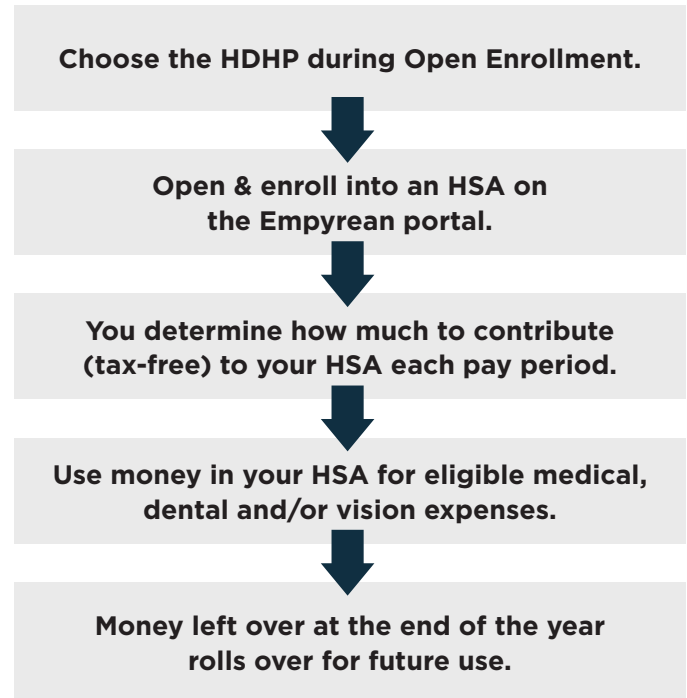 Choose the HDHP during Open Enrollment.
Open & enroll into an HSA on
the Empyrean portal.
You determine how much to contribute
(tax-free) to your HSA each pay period.
Use money in your HSA for eligible medical,
dental and/or vision expenses.
Money left over at the end of the year
rolls over for future use.